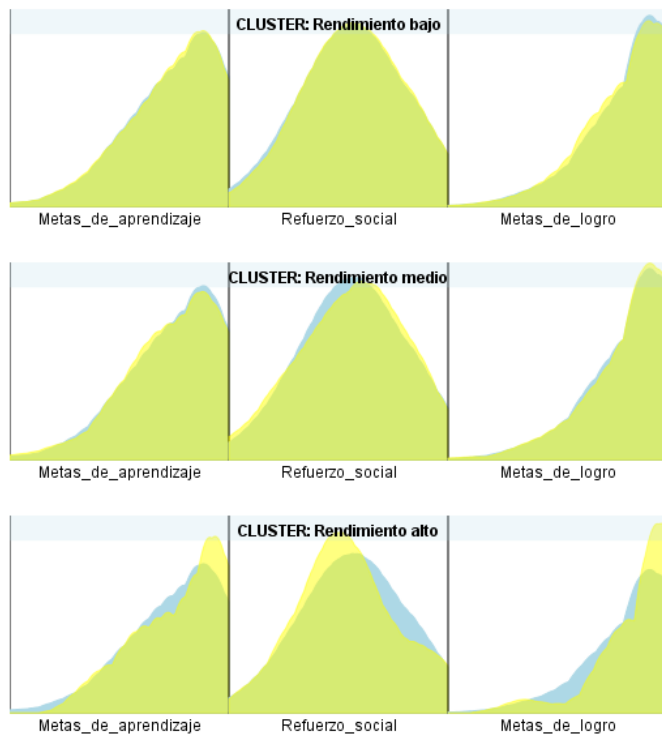 CLUSTER: Rendimiento bajo
Metas_de_aprendizaje Refuerzo_social Metas_de_logro
CLUSTER: Rendimiento medio
Metas_de_aprendizaje Refuerzo_social Metas_de_logro
CLUSTER: Rendimiento alto
Metas_de_aprendizaje Refuerzo_social Metas_de_logro